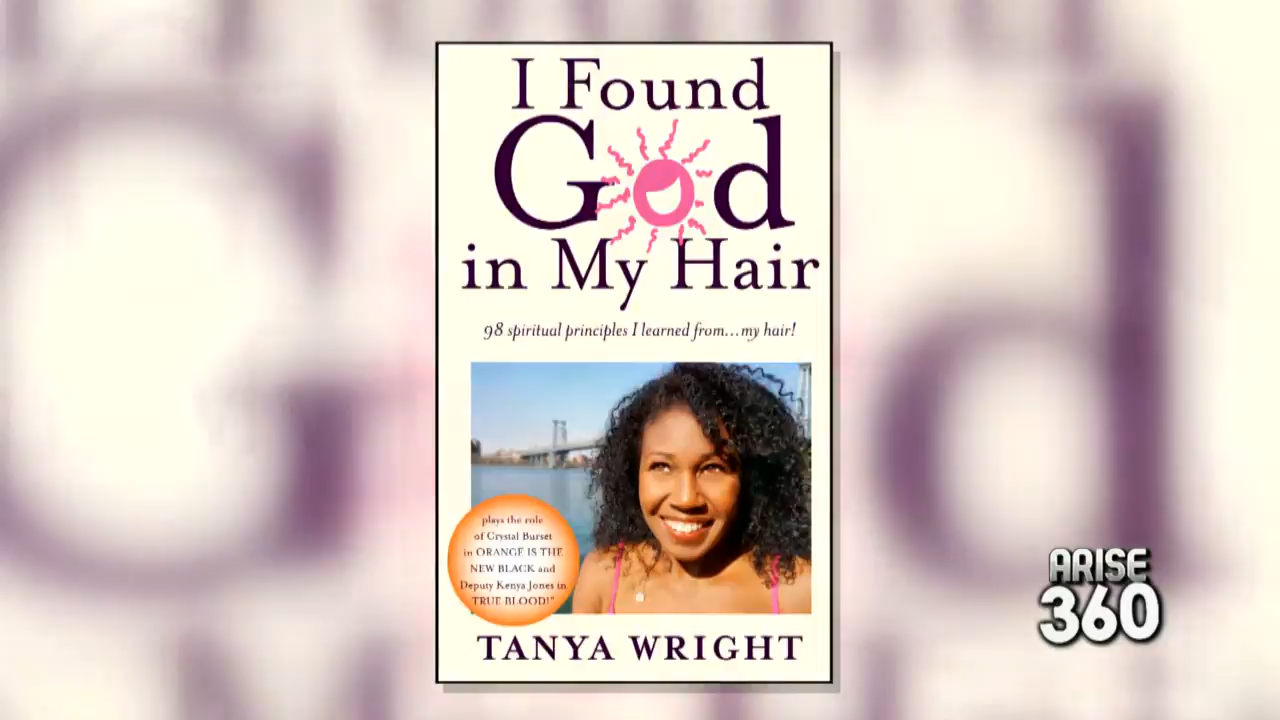 I Found
God
in My Hair
98 spiritual principles I learned from...my hair!
plays the role
of Crystal Burset
in ORANGE IS THE
NEW BLACK and
Deputy Kenya Jones in
TRUE BLOOD!"
TANYA WRIGHT
ARISE
360